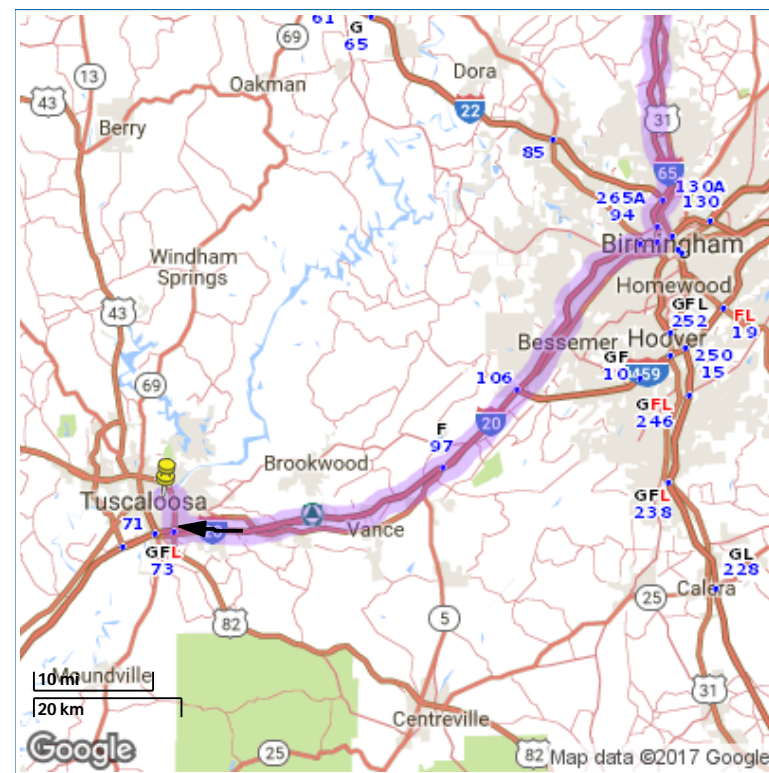 61
G
65
69
13
Oakman
Dora
43
22
31
Berry
85
65
265A
130A
94
130
Birmingham
Windham
Springs
Homewood
GFL
252
FL
19
43
Bessemer
Hoover
GF
10
459
250
15
69
106
GFL
246
20
F
97
Brookwood
Tuscaloosa
71
Vance
GFL
238
GFL
73
GL
228
Calera
25
82
5
Moundville
10 mi
20 km
31
Centreville
25
82
Google
Map data ©2017 Google